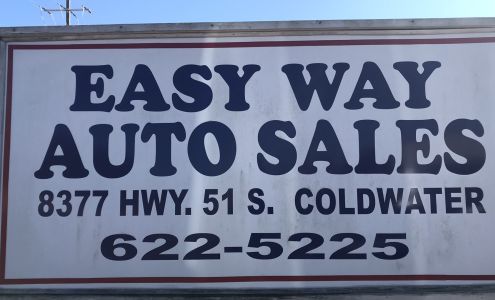 EASY WAY
AUTO SALES
8377 HWY. 51 S. COLDWATER
622-5225